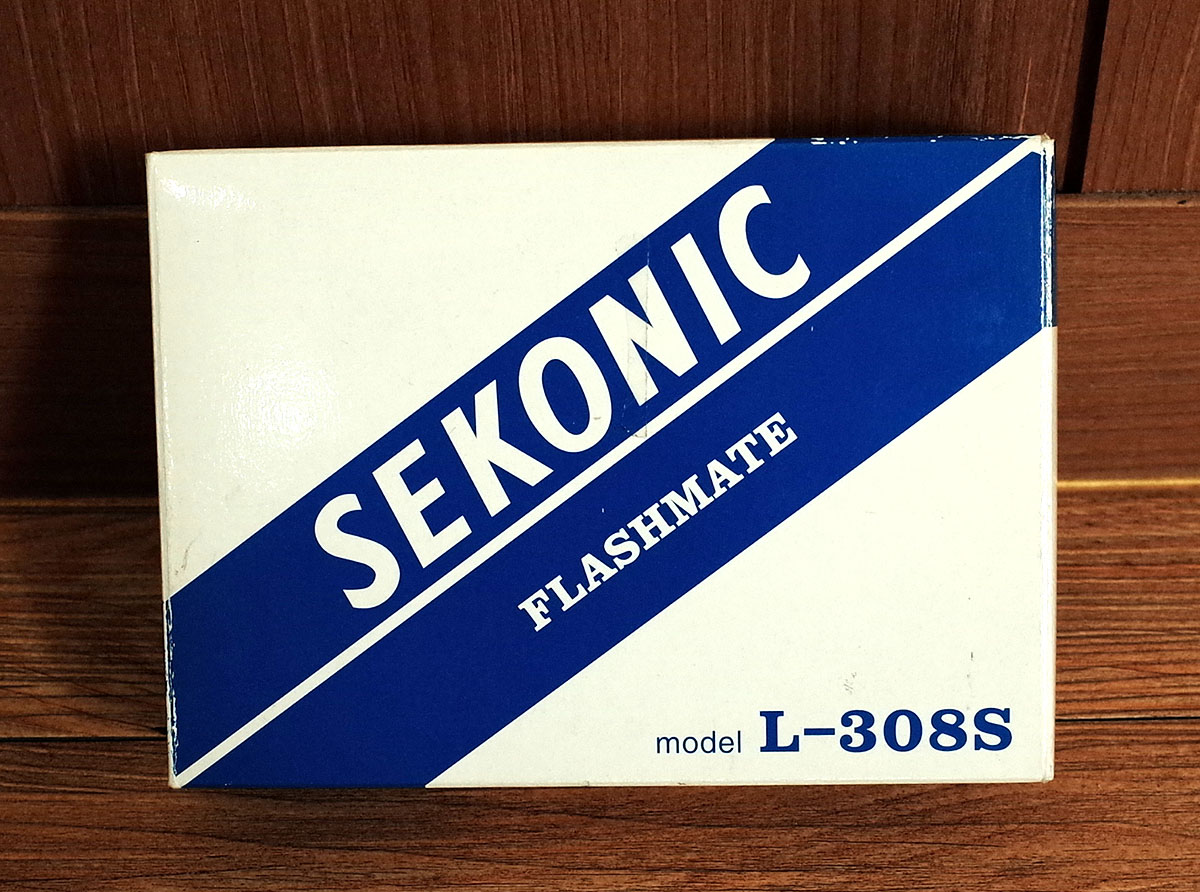 SEKONIC
FLASHMATE
model L-308S